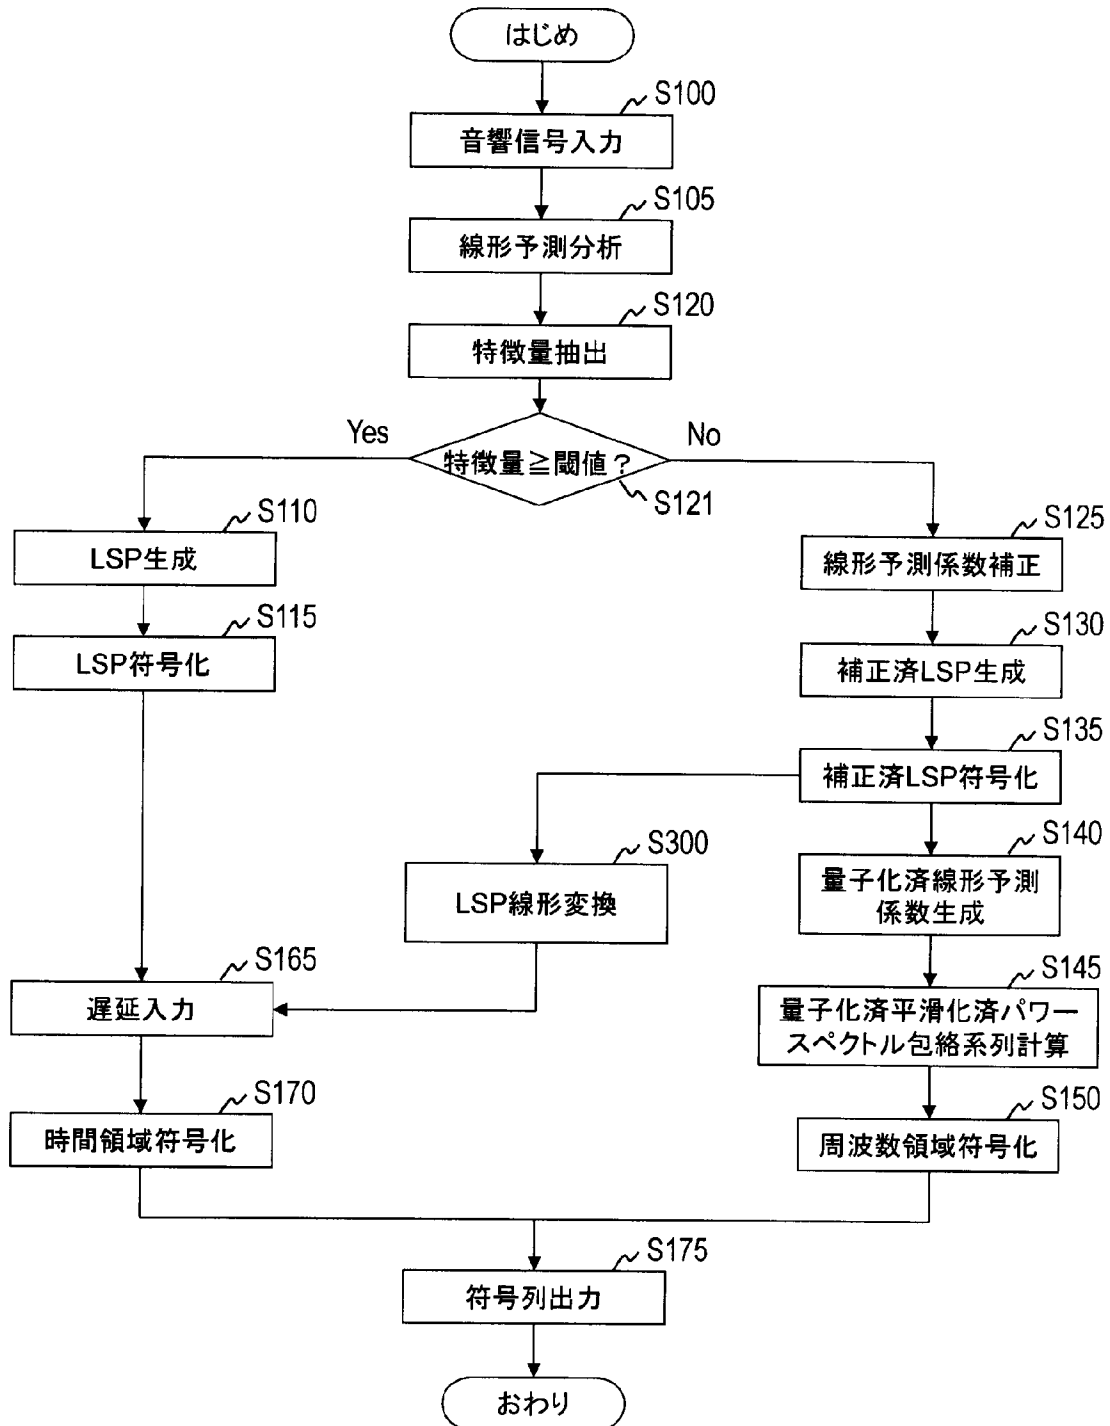 はじめ
S100
音響信号入力
S105
線形予測分析
S120
特徴量抽出
Yes
No
特徴量≧閾値？
S121
S110
LSP生成
S115
LSP符号化
S125
線形予測係数補正
S130
補正済LSP生成
S135
補正済LSP符号化
S300
LSP線形変換
S140
量子化済線形予測
係数生成
S165
遅延入力
S145
量子化済平滑化済パワー
スペクトル包絡系列計算
S170
時間領域符号化
S150
周波数領域符号化
S175
符号列出力
おわり